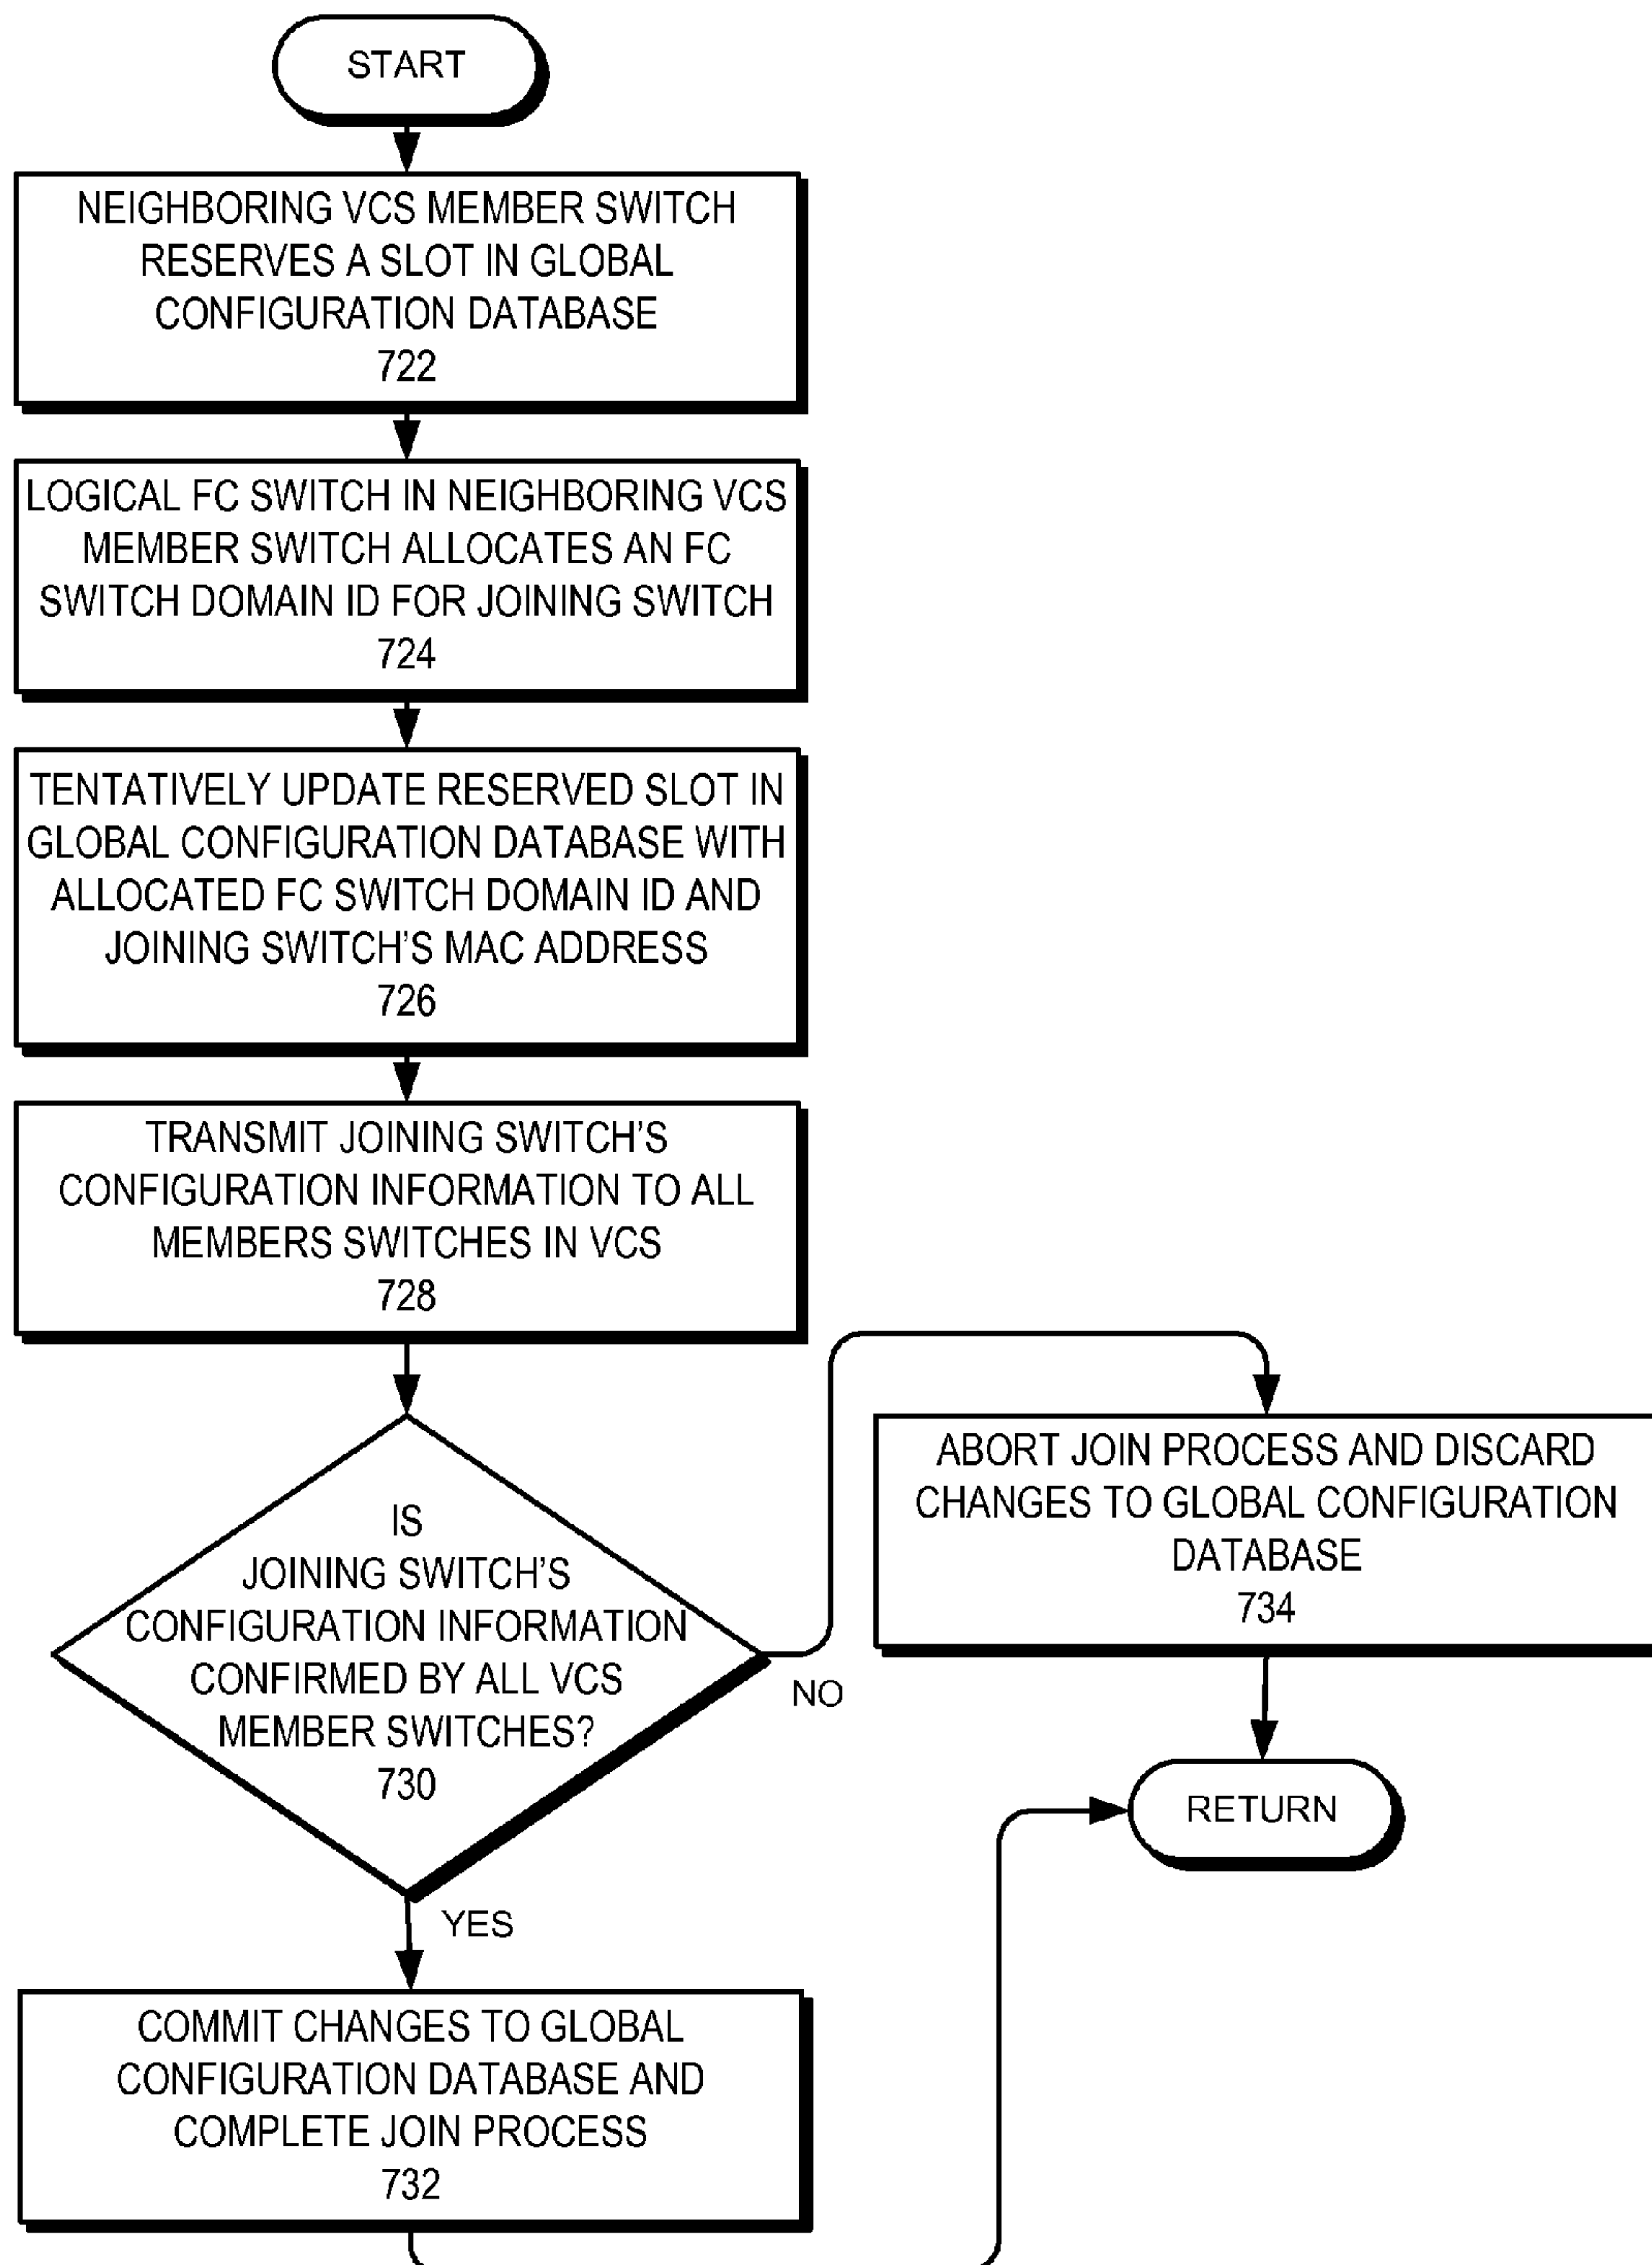 START
NEIGHBORING VCS MEMBER SWITCH
RESERVES A SLOT IN GLOBAL
CONFIGURATION DATABASE
722
LOGICAL FC SWITCH IN NEIGHBORING VCS
MEMBER SWITCH ALLOCATES AN FC
SWITCH DOMAIN ID FOR JOINING SWITCH
724
TENTATIVELY UPDATE RESERVED SLOT IN
GLOBAL CONFIGURATION DATABASE WITH
ALLOCATED FC SWITCH DOMAIN ID AND
JOINING SWITCH'S MAC ADDRESS
726
TRANSMIT JOINING SWITCH'S
CONFIGURATION INFORMATION TO ALL
MEMBERS SWITCHES IN VCS
728
IS
JOINING SWITCH'S
CONFIGURATION INFORMATION
CONFIRMED BY ALL VCS
MEMBER SWITCHES?
730
NO
ABORT JOIN PROCESS AND DISCARD
CHANGES TO GLOBAL CONFIGURATION
DATABASE
734
RETURN
YES
COMMIT CHANGES TO GLOBAL
CONFIGURATION DATABASE AND
COMPLETE JOIN PROCESS
732